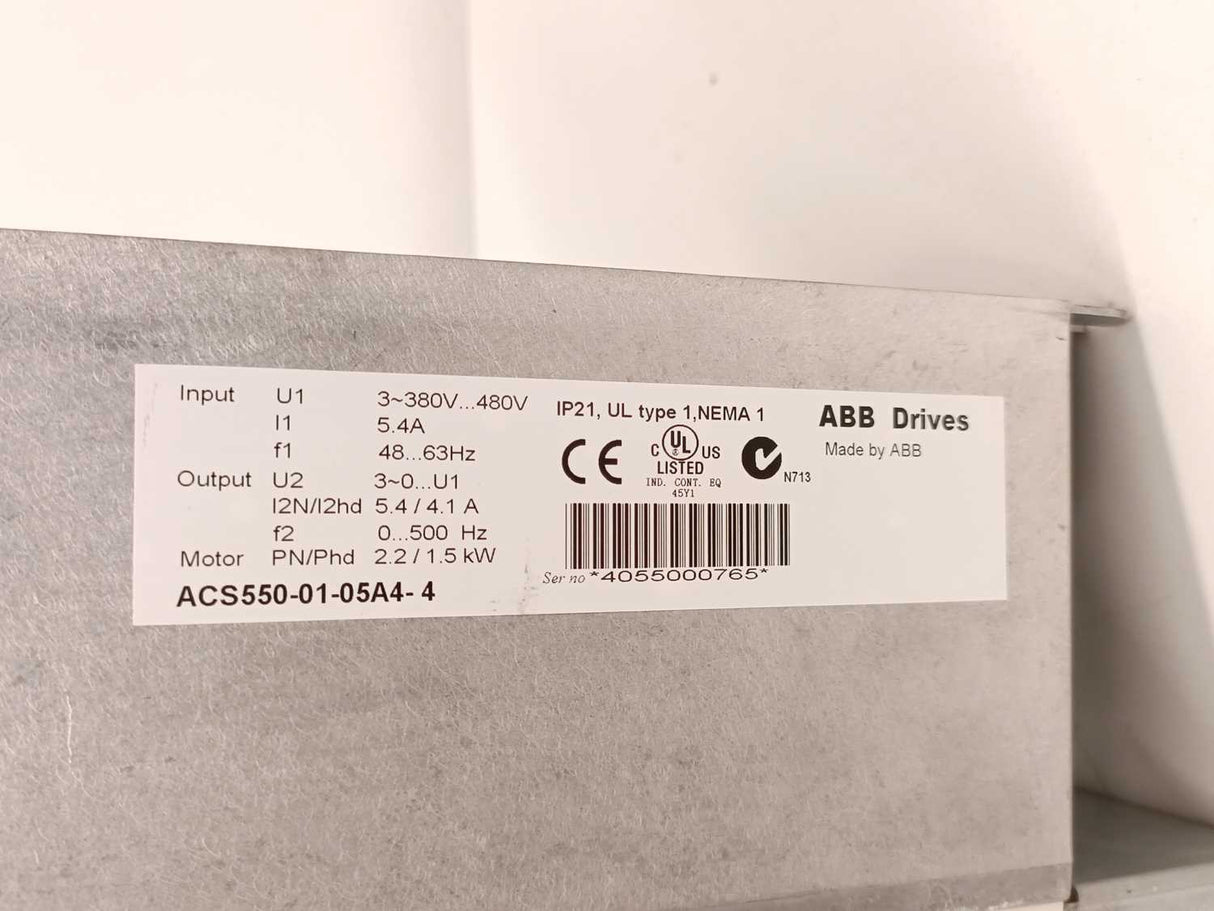 Input U1 3~380V...480V
I1 5.4A
f1 48...63Hz
Output U2 3~0...U1
I2N/I2hd 5.4 / 4.1 A
f2 0...500 Hz
Motor PN/Phd 2.2 / 1.5 kW
ACS550-01-05A4- 4
IP21, UL type 1,NEMA 1
CE
C UL US
LISTED
IND. CONT. EQ
45Y1
N713
Ser no *4055000765*
ABB Drives
Made by ABB